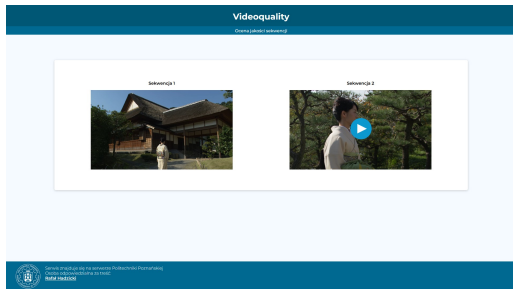 Videoquality
Ocena jakości sekwencji
Sekwencja 1
Sekwencja 2
Serwis znajduje się na serwerze Politechniki Poznańskiej
Osoba odpowiedzialna za treść:
Rafał Hadzicki